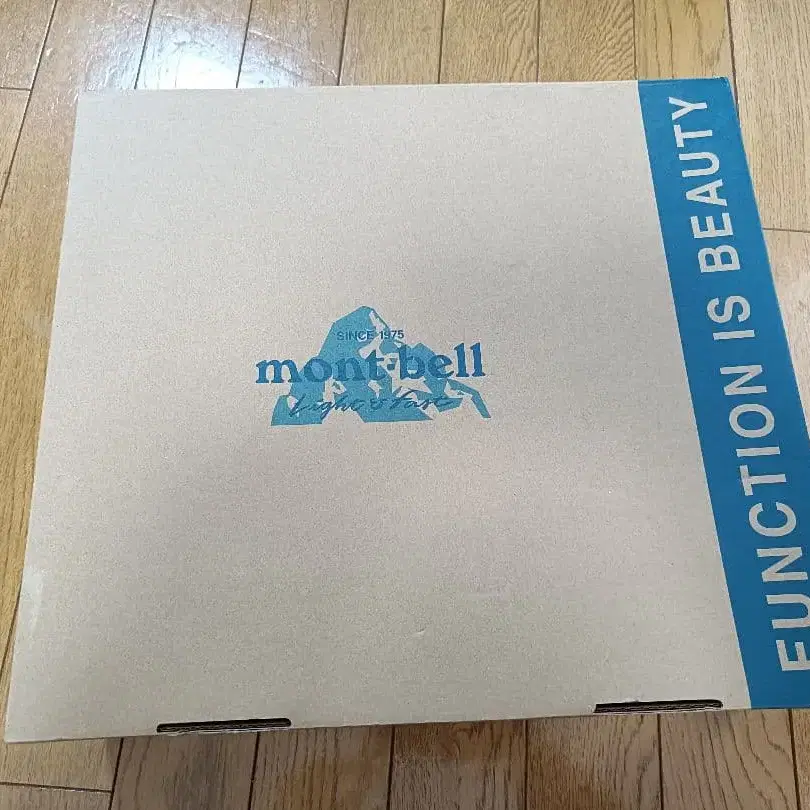 SINCE 1975
mont-bell
Light & Fast
FUNCTION IS BEAUTY